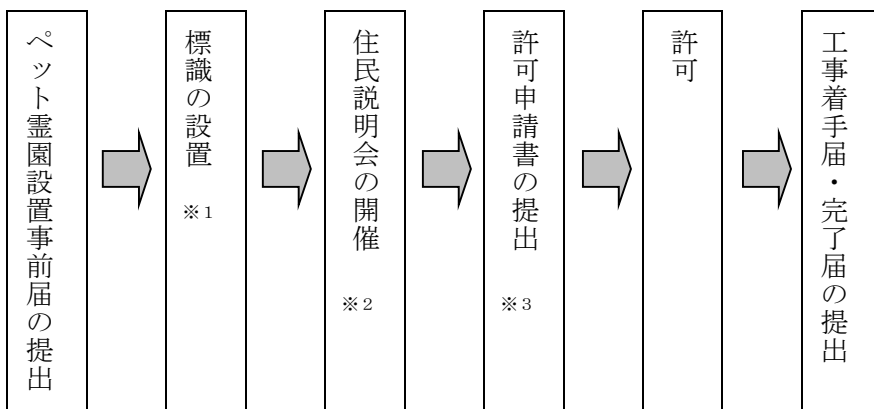 ペット霊園設置事前届の提出
標識の設置 ※1
住民説明会の開催 ※2
許可申請書の提出 ※3
許可
工事着手届・完了届の提出